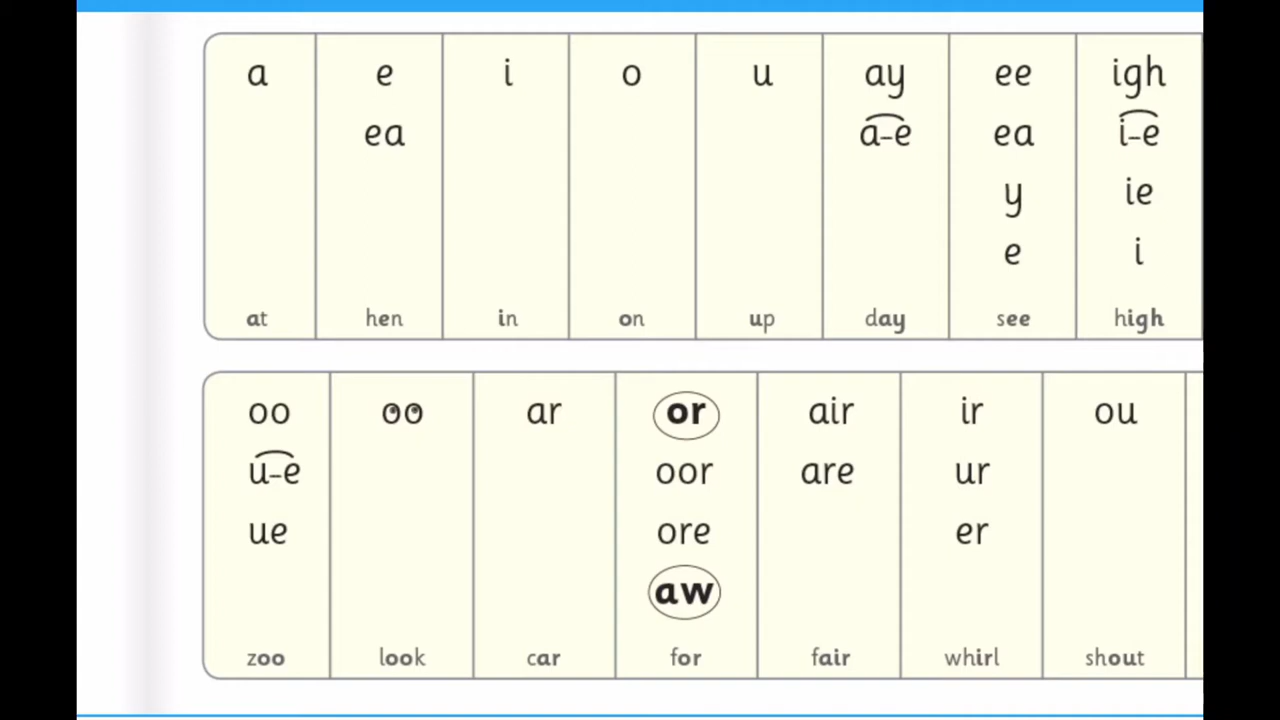 a e i o u ay ee igh
ea a-e ea i-e
y ie
e i
at hen in on up day see high
oo oo ar or air ir ou
u-e oor are ur
ue ore er
aw
zoo look car for fair whirl shout